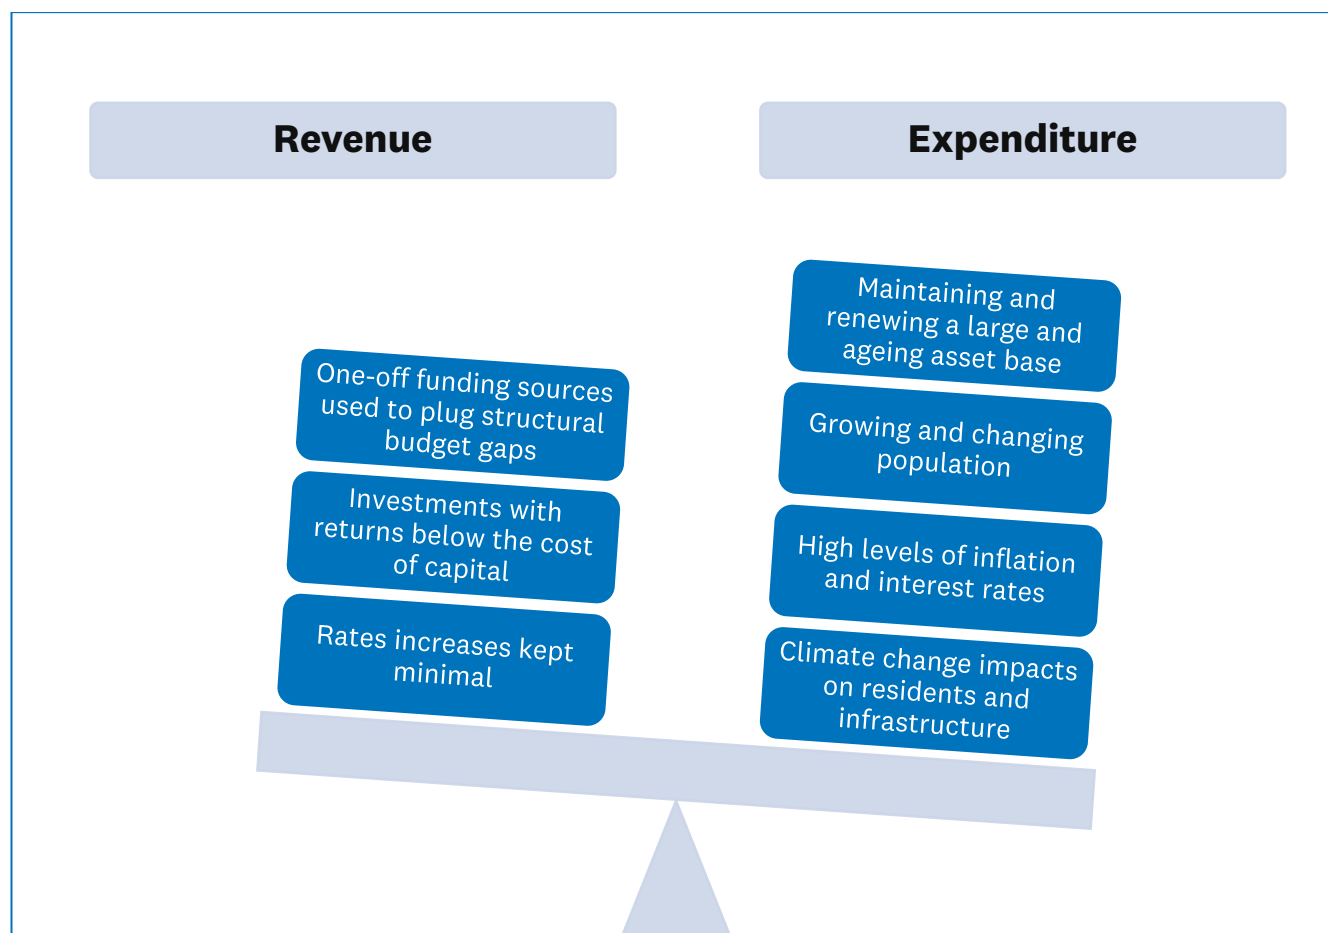 Revenue
One-off funding sources
used to plug structural
budget gaps
Investments with
returns below the cost
of capital
Rates increases kept
minimal
Expenditure
Maintaining and
renewing a large and
ageing asset base
Growing and changing
population
High levels of inflation
and interest rates
Climate change impacts
on residents and
infrastructure